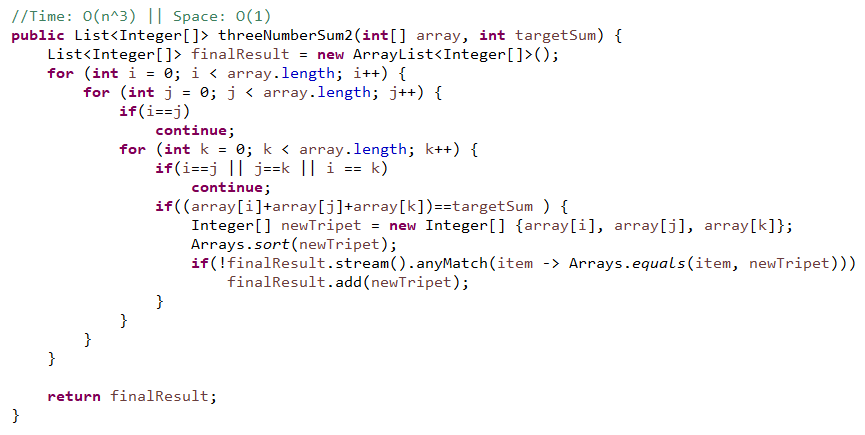 //Time: O(n^3) || Space: O(1)
public List<Integer[]> threeNumberSum2(int[] array, int targetSum) {
    List<Integer[]> finalResult = new ArrayList<Integer[]>();
    for (int i = 0; i < array.length; i++) {
        for (int j = 0; j < array.length; j++) {
            if(i==j)
                continue;
            for (int k = 0; k < array.length; k++) {
                if(i==j || j==k || i == k)
                    continue;
                if((array[i]+array[j]+array[k])==targetSum ) {
                    Integer[] newTripet = new Integer[] {array[i], array[j], array[k]};
                    Arrays.sort(newTripet);
                    if(!finalResult.stream().anyMatch(item -> Arrays.equals(item, newTripet)))
                        finalResult.add(newTripet);
                }
            }
        }
    }

    return finalResult;
}